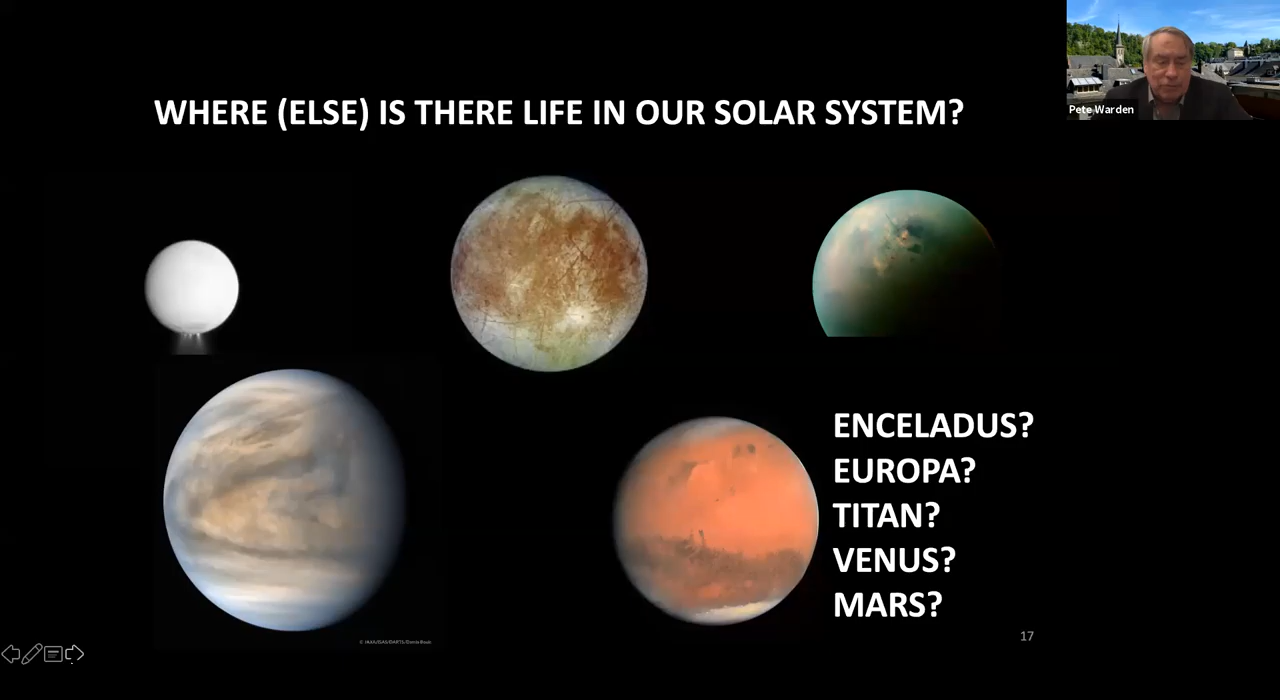 Pete Warden
WHERE (ELSE) IS THERE LIFE IN OUR SOLAR SYSTEM?
ENCELADUS?
EUROPA?
TITAN?
VENUS?
MARS?
17